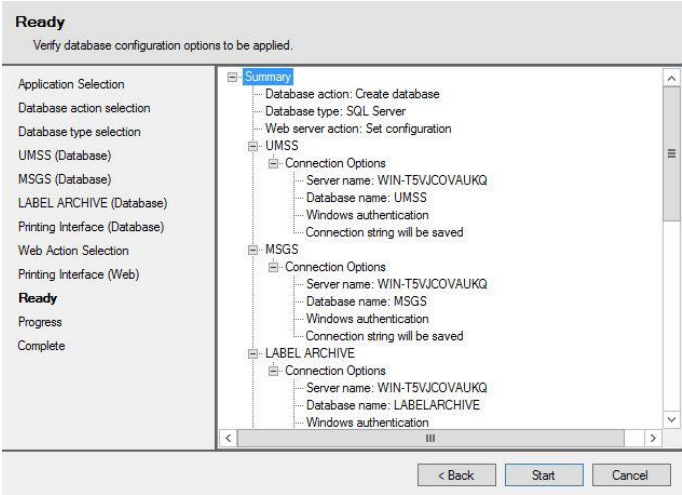 Ready
Verify database configuration options to be applied.
Application Selection
Database action selection
Database type selection
UMSS (Database)
MSGS (Database)
LABEL ARCHIVE (Database)
Printing Interface (Database)
Web Action Selection
Printing Interface (Web)
Ready
Progress
Complete
Summary
Database action: Create database
Database type: SQL Server
Web server action: Set configuration
UMSS
Connection Options
Server name: WIN-T5VJCOVAUKQ
Database name: UMSS
Windows authentication
Connection string will be saved
MSGS
Connection Options
Server name: WIN-T5VJCOVAUKQ
Database name: MSGS
Windows authentication
Connection string will be saved
LABEL ARCHIVE
Connection Options
Server name: WIN-T5VJCOVAUKQ
Database name: LABELARCHIVE
Windows authentication
< Back
Start
Cancel